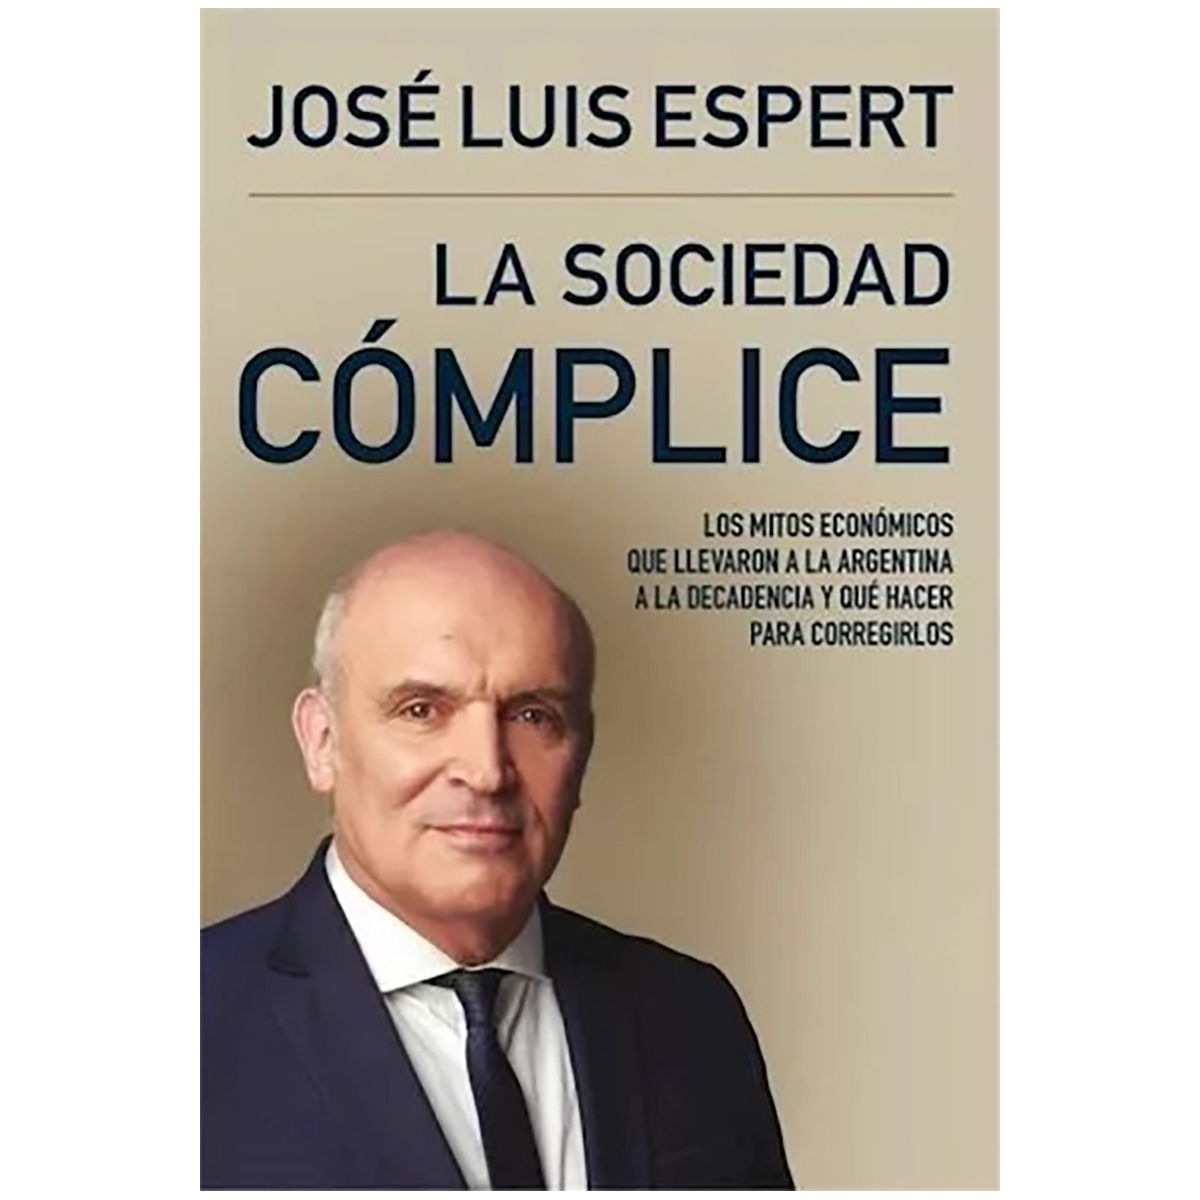 JOSÉ LUIS ESPERT
LA SOCIEDAD
CÓMPLICE
LOS MITOS ECONÓMICOS
QUE LLEVARON A LA ARGENTINA
A LA DECADENCIA Y QUÉ HACER
PARA CORREGIRLOS